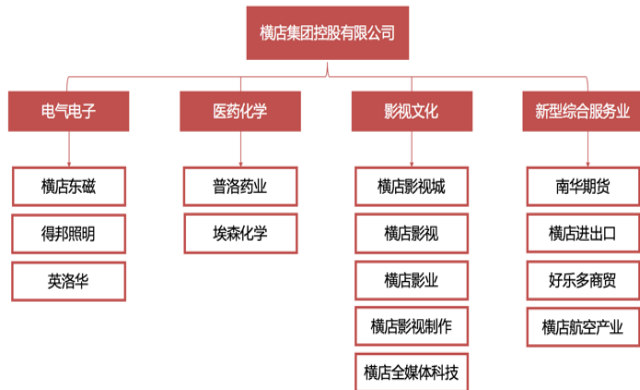 横店集团控股有限公司
电气电子
医药化学
影视文化
新型综合服务业
横店东磁
普洛药业
横店影视城
南华期货
得邦照明
埃森化学
横店影视
横店进出口
英洛华
横店影业
好乐多商贸
横店影视制作
横店航空产业
横店全媒体科技